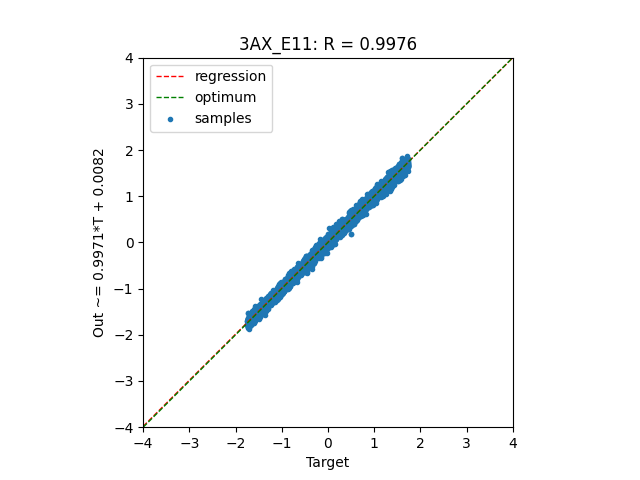 3AX_E11: R = 0.9976
regression
optimum
samples
Out ~= 0.9971*T + 0.0082
4
3
2
1
0
−1
−2
−3
−4
−4 −3 −2 −1 0 1 2 3 4
Target